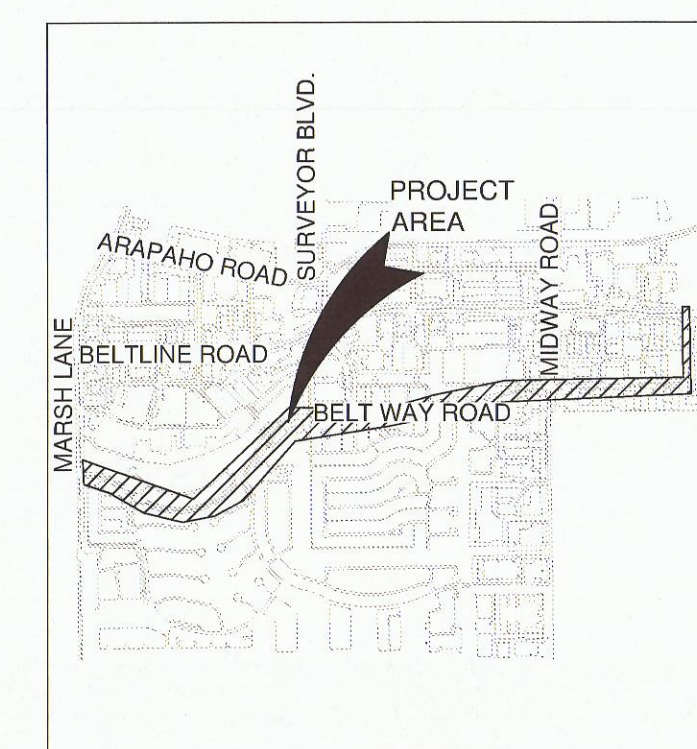 SURVEYOR BLVD.
PROJECT
AREA
ARAPAHO ROAD
MIDWAY ROAD
MARSH LANE
BELTLINE ROAD
BELT WAY ROAD